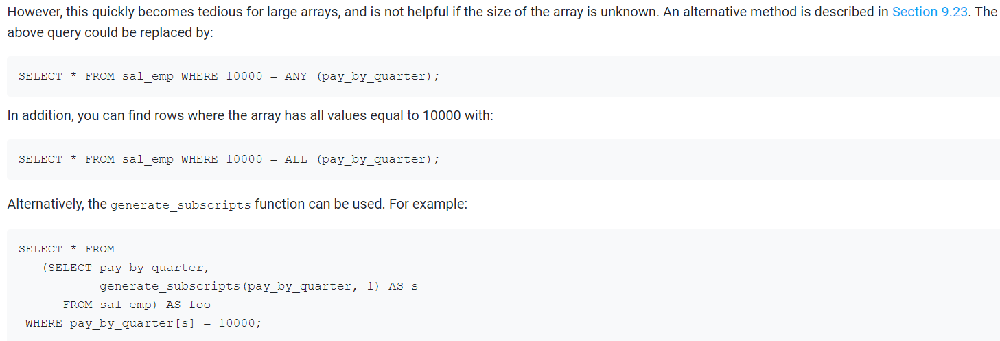 However, this quickly becomes tedious for large arrays, and is not helpful if the size of the array is unknown. An alternative method is described in Section 9.23. The
above query could be replaced by:
SELECT * FROM sal_emp WHERE 10000 = ANY (pay_by_quarter);
In addition, you can find rows where the array has all values equal to 10000 with:
SELECT * FROM sal_emp WHERE 10000 = ALL (pay_by_quarter);
Alternatively, the generate_subscripts function can be used. For example:
SELECT * FROM
   (SELECT pay_by_quarter,
           generate_subscripts(pay_by_quarter, 1) AS s
      FROM sal_emp) AS foo
 WHERE pay_by_quarter[s] = 10000;